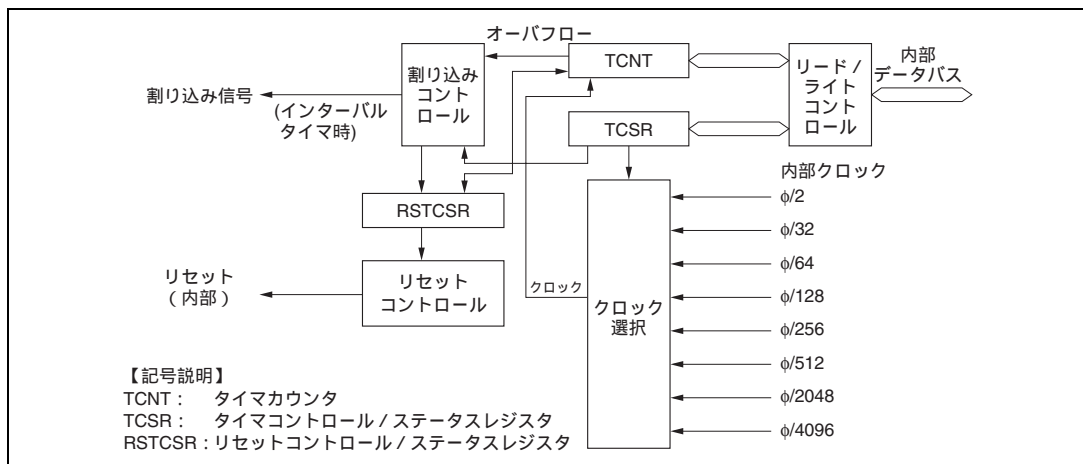 オーバフロー
割り込み
コント
ロール
TCNT
リード /
ライト
コント
ロール
内部
データバス
割り込み信号
(インターバル
タイマ時)
TCSR
内部クロック
RSTCSR
φ/2
φ/32
φ/64
φ/128
φ/256
φ/512
φ/2048
φ/4096
リセット
(内部)
リセット
コントロール
クロック
クロック
選択
【記号説明】
TCNT : タイマカウンタ
TCSR : タイマコントロール / ステータスレジスタ
RSTCSR : リセットコントロール / ステータスレジスタ